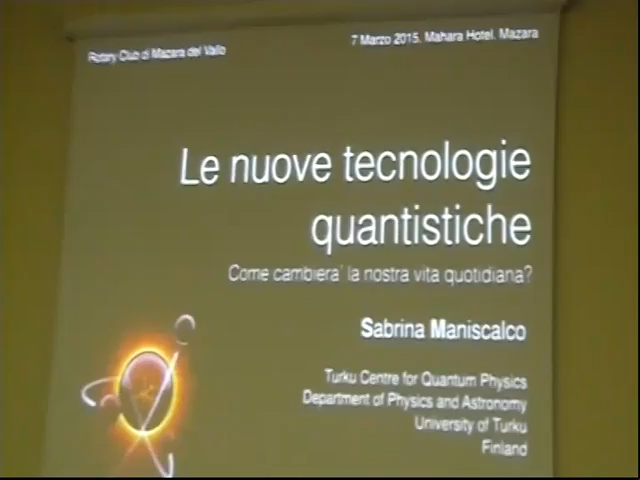 Rotary Club di Mazara del Vallo
7 Marzo 2015, Mahara Hotel, Mazara
Le nuove tecnologie
quantistiche
Come cambiera' la nostra vita quotidiana?
Sabrina Maniscalco
Turku Centre for Quantum Physics
Department of Physics and Astronomy
University of Turku
Finland